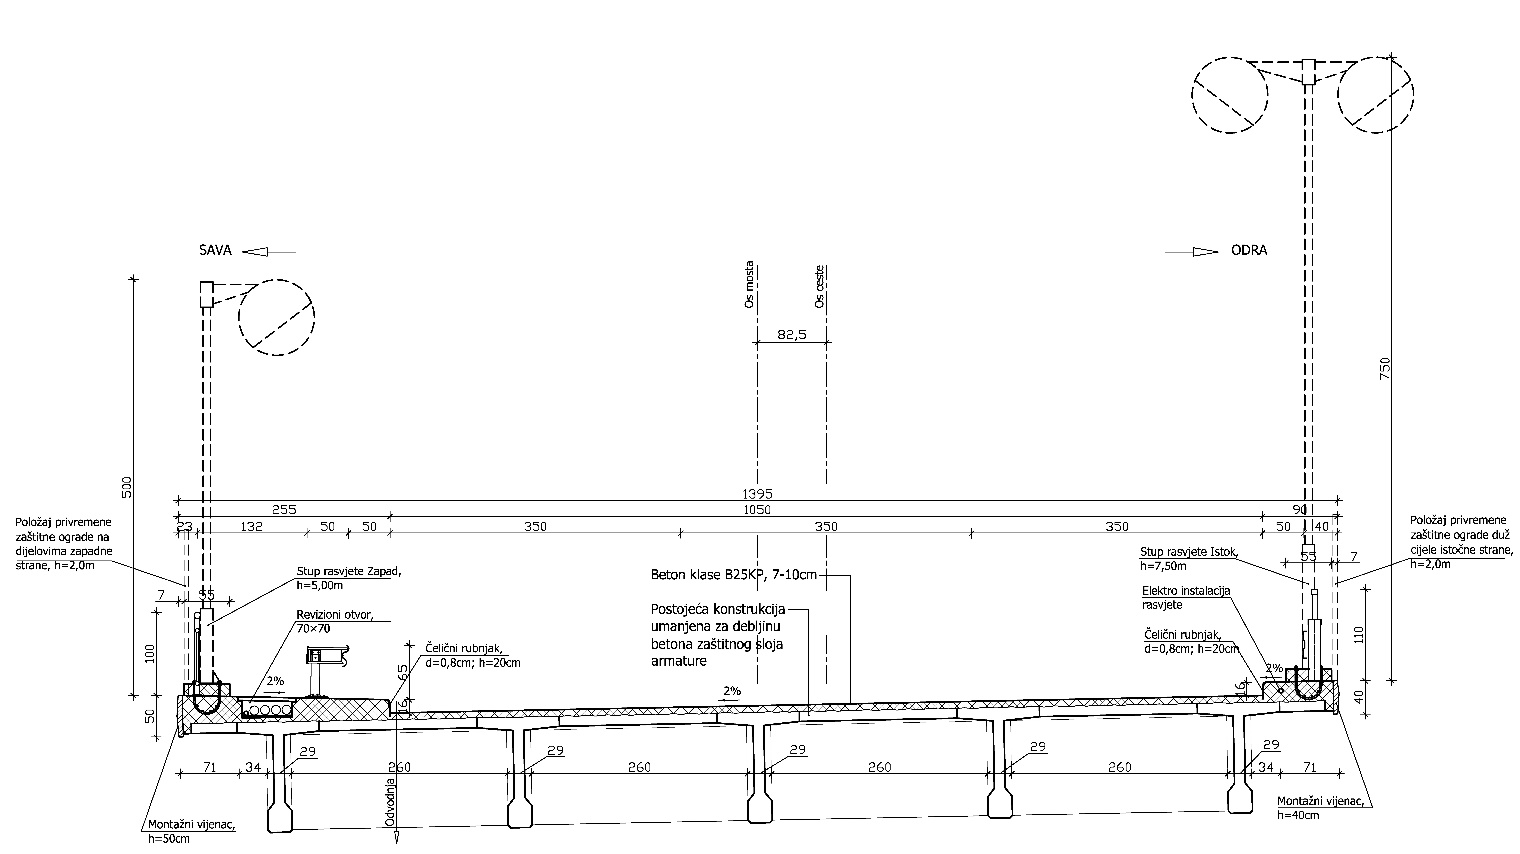 SAVA
ODRA
Os mosta
Os ceste
82,5
500
750
1395
255
1050
90
23
132
50
50
350
350
350
50
40
Položaj privremene
zaštitne ograde na
dijelovima zapadne
strane, h=2,0m
Položaj privremene
zaštitne ograde duž
cijele istočne strane,
h=2,0m
Stup rasvjete Zapad,
h=5,00m
Stup rasvjete Istok,
h=7,50m
55
7
Beton klase B25KP, 7-10cm
7
55
Elektro instalacija
rasvjete
Revizioni otvor,
70×70
Postojeća konstrukcija
umanjena za debljinu
betona zaštitnog sloja
armature
Čelični rubnjak,
d=0,8cm; h=20cm
Čelični rubnjak,
d=0,8cm; h=20cm
100
65
110
2%
2%
2%
16
16
50
40
29
29
29
29
29
71
34
260
260
260
260
34
71
Odvodnja
Montažni vijenac,
h=50cm
Montažni vijenac,
h=40cm